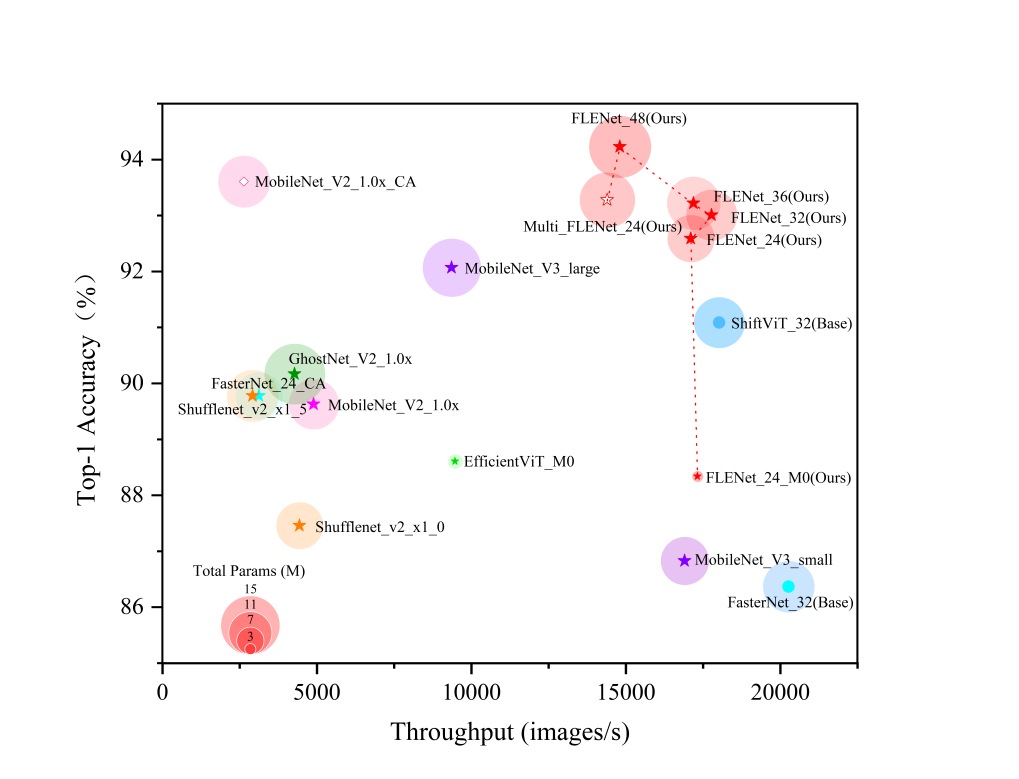 FLENet_48(Ours)
94
MobileNet_V2_1.0x_CA
FLENet_36(Ours)
FLENet_32(Ours)
Multi_FLENet_24(Ours)
FLENet_24(Ours)
92
MobileNet_V3_large
ShiftViT_32(Base)
GhostNet_V2_1.0x
90
FasterNet_24_CA
Shufflenet_v2_x1_5
MobileNet_V2_1.0x
EfficientViT_M0
FLENet_24_M0(Ours)
88
Shufflenet_v2_x1_0
MobileNet_V3_small
Total Params (M)
15
11
7
3
86
FasterNet_32(Base)
0
5000
10000
15000
20000
Throughput (images/s)
Top-1 Accuracy（%）